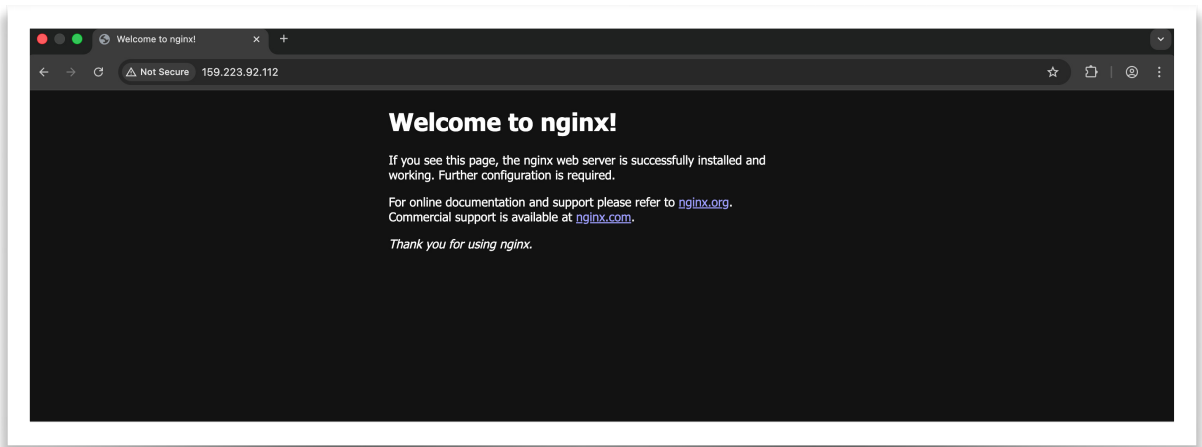 Welcome to nginx!
Not Secure 159.223.92.112
Welcome to nginx!
If you see this page, the nginx web server is successfully installed and
working. Further configuration is required.
For online documentation and support please refer to nginx.org.
Commercial support is available at nginx.com.
Thank you for using nginx.